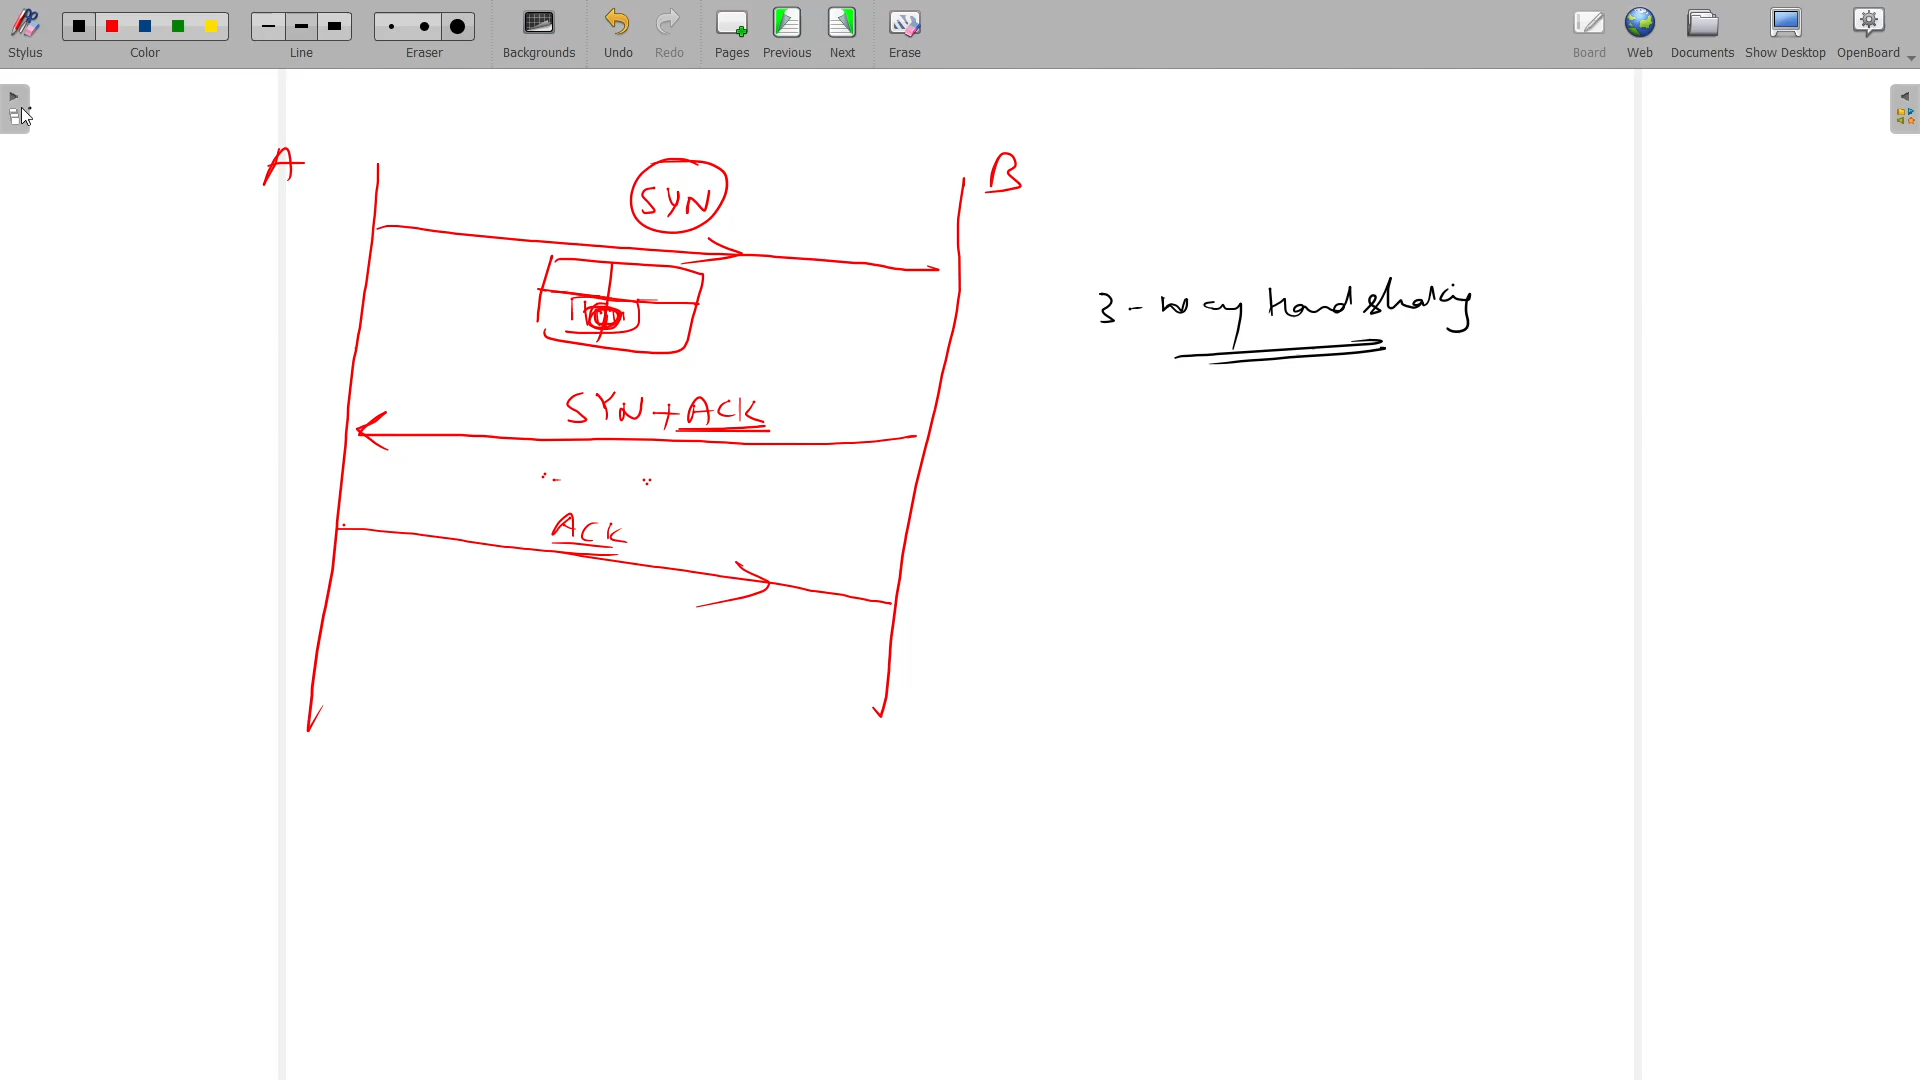 Stylus Color Line Eraser Backgrounds Undo Redo Pages Previous Next Erase Board Web Documents Show Desktop OpenBoard
A
B
SYN
3-way Handshaking
SYN+ACK
ACK